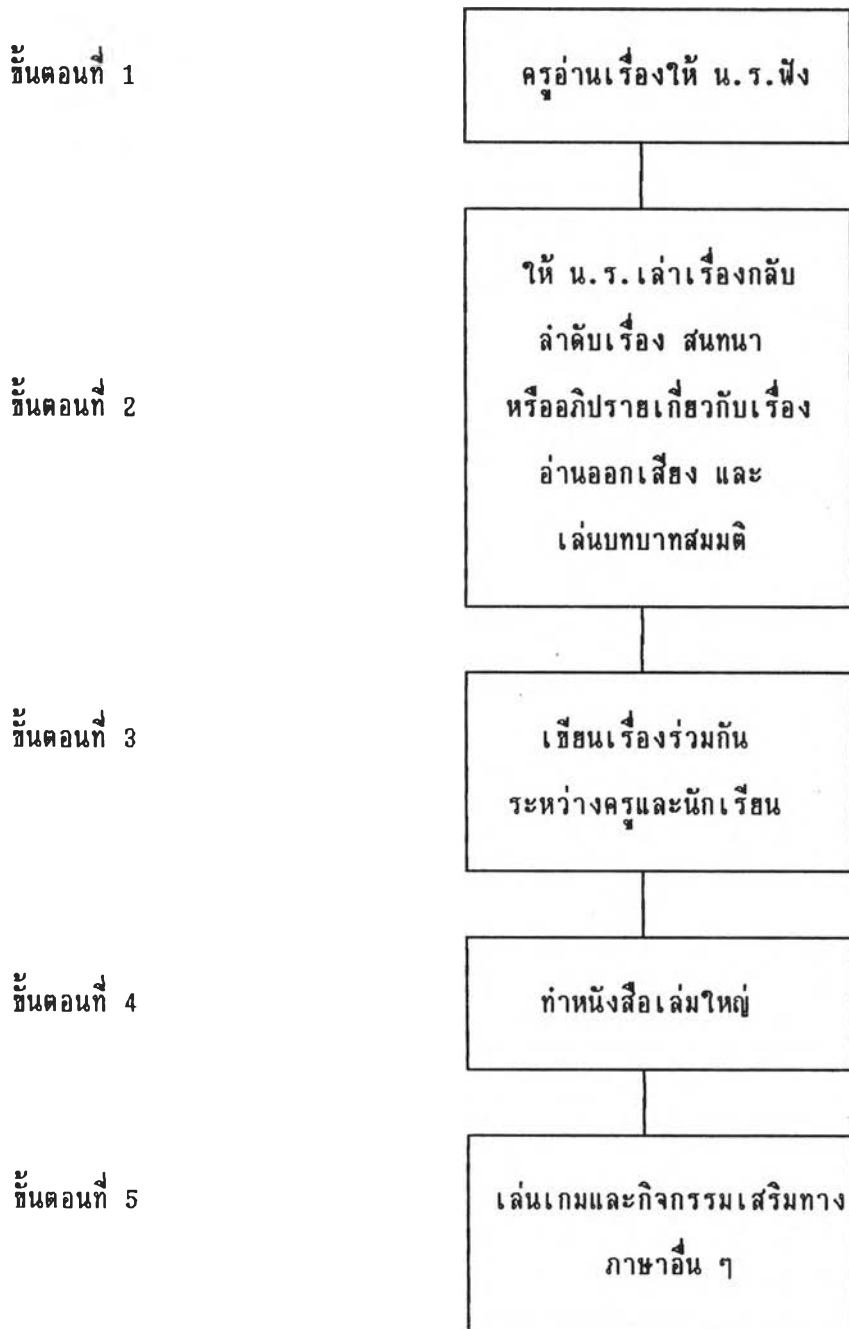 ขั้นตอนที่ 1
ครูอ่านเรื่องให้ น.ร.ฟัง
ให้ น.ร.เล่าเรื่องกลับ
ลำดับเรื่อง สนทนา
ขั้นตอนที่ 2
หรืออภิปรายเกี่ยวกับเรื่อง
อ่านออกเสียง และ
เล่นบทบาทสมมติ
ขั้นตอนที่ 3
เขียนเรื่องร่วมกัน
ระหว่างครูและนักเรียน
ขั้นตอนที่ 4
ทำหนังสือเล่มใหญ่
ขั้นตอนที่ 5
เล่นเกมและกิจกรรมเสริมทาง
ภาษาอื่น ๆ